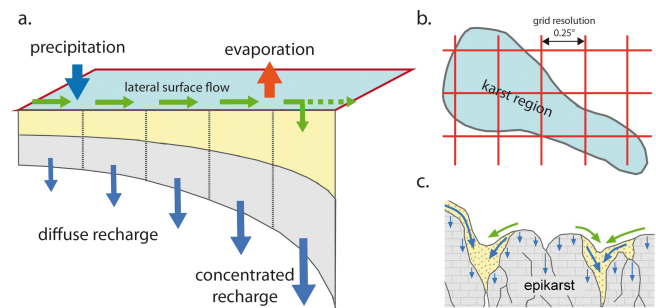 a.
precipitation
evaporation
lateral surface flow
diffuse recharge
concentrated
recharge
b.
grid resolution
0.25°
karst region
c.
epikarst